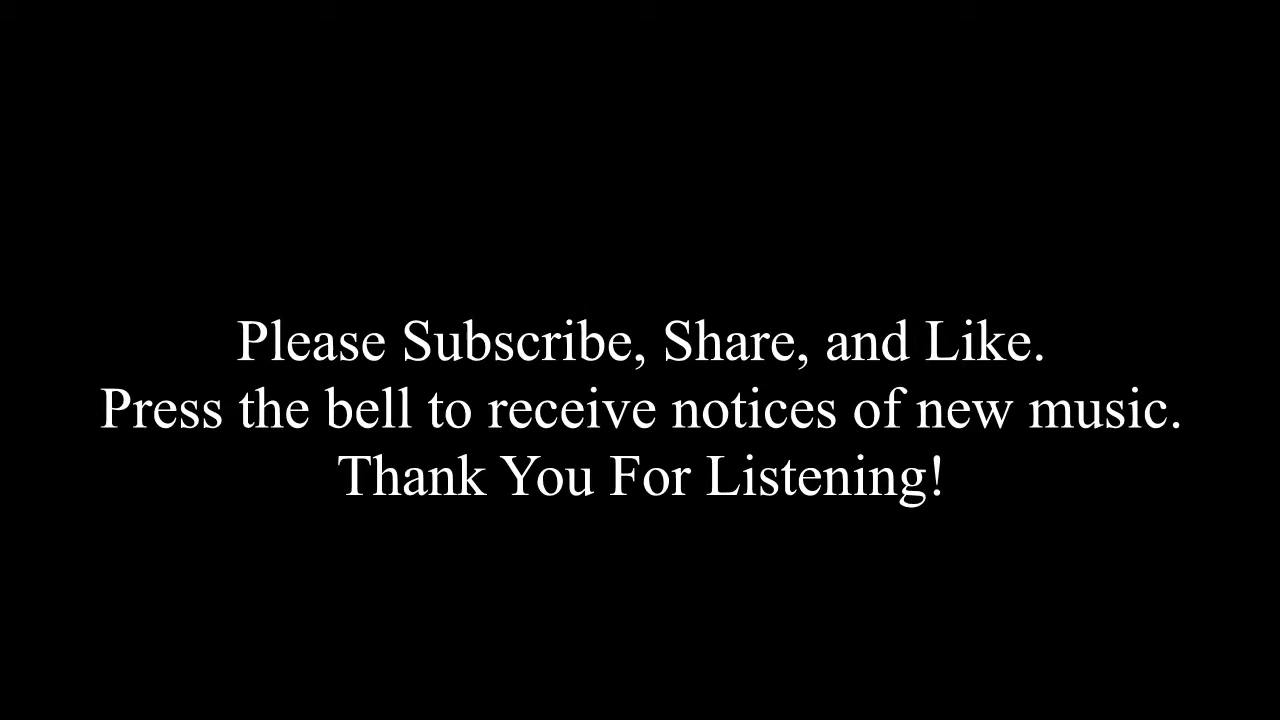 Please Subscribe, Share, and Like.
Press the bell to receive notices of new music.
Thank You For Listening!